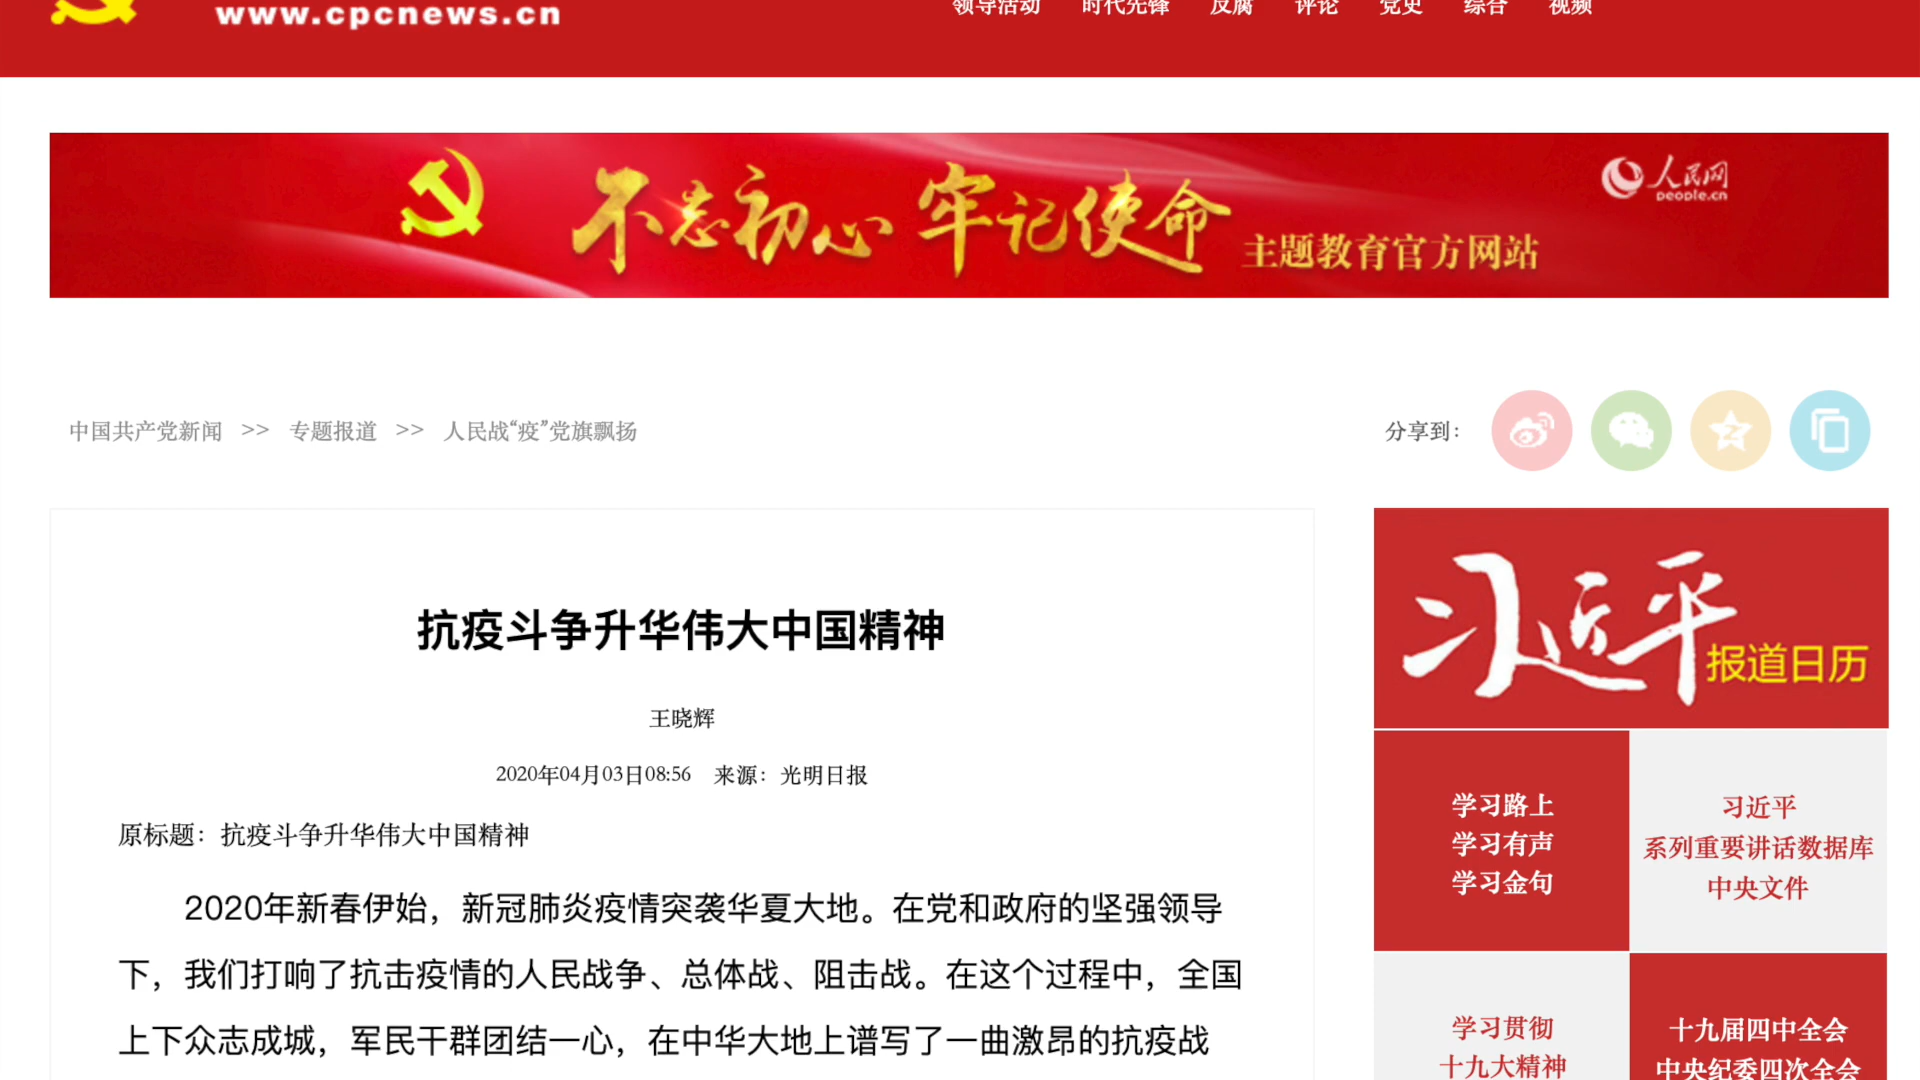 www.cpcnews.cn
领导活动 时代先锋 反腐 评论 党史 综合 视频
不忘初心 牢记使命 主题教育官方网站
人民网
people.cn
中国共产党新闻 >> 专题报道 >> 人民战“疫”党旗飘扬
分享到：
抗疫斗争升华伟大中国精神
王晓辉
2020年04月03日08:56 来源：光明日报
原标题：抗疫斗争升华伟大中国精神
2020年新春伊始，新冠肺炎疫情突袭华夏大地。在党和政府的坚强领导
下，我们打响了抗击疫情的人民战争、总体战、阻击战。在这个过程中，全国
上下众志成城，军民干群团结一心，在中华大地上谱写了一曲激昂的抗疫战
习近平 报道日历
学习路上
学习有声
学习金句
习近平
系列重要讲话数据库
中央文件
学习贯彻
十九大精神
十九届四中全会
中央纪委四次全会